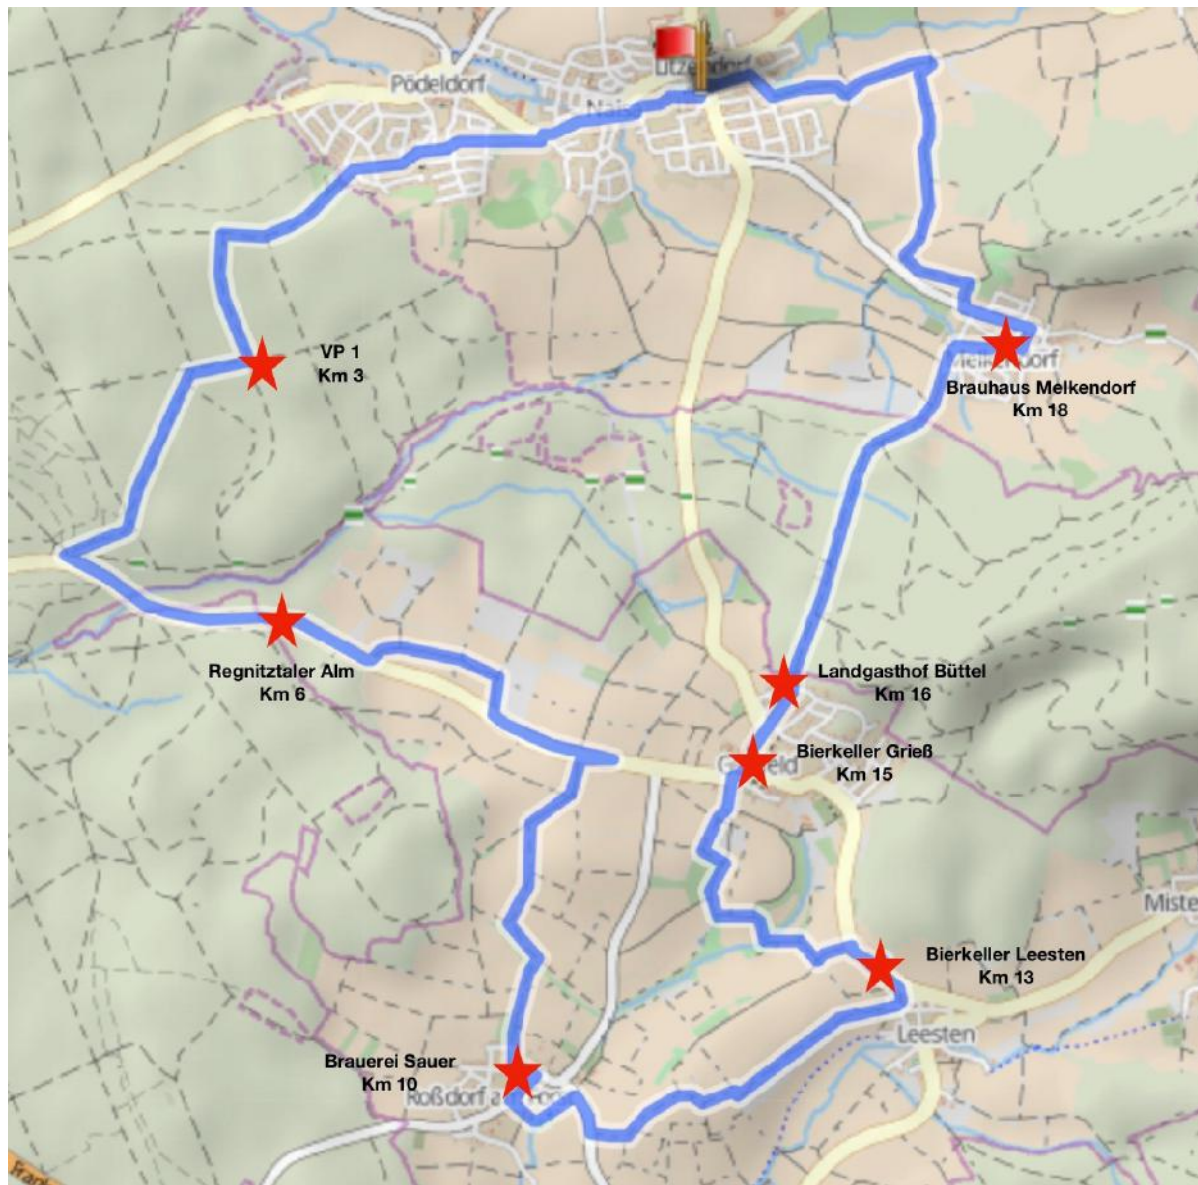 Pödeldorf
VP 1
Km 3
Brauhaus Melkendorf
Km 18
Regnitztaler Alm
Km 6
Landgasthof Büttel
Km 16
Bierkeller Grieß
Km 15
Bierkeller Leesten
Km 13
Leesten
Brauerei Sauer
Km 10
Roßdorf